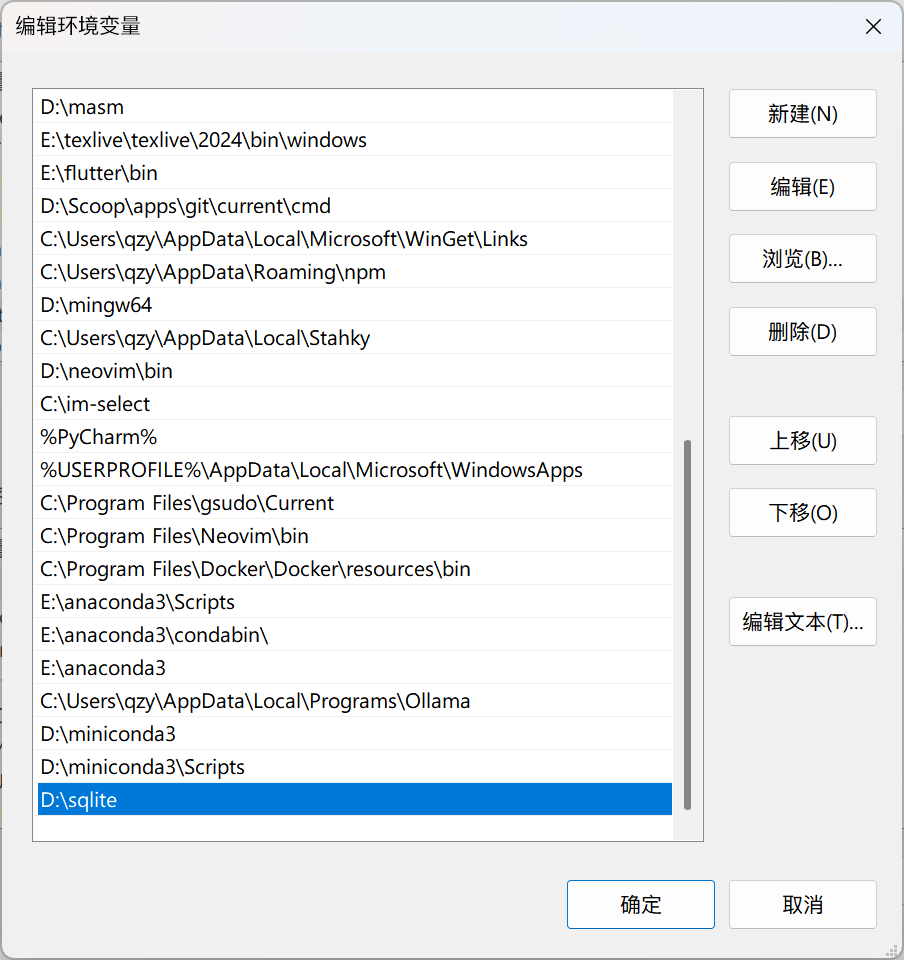 编辑环境变量
D:\masm
E:\texlive\texlive\2024\bin\windows
E:\flutter\bin
D:\Scoop\apps\git\current\cmd
C:\Users\qzy\AppData\Local\Microsoft\WinGet\Links
C:\Users\qzy\AppData\Roaming\npm
D:\mingw64
C:\Users\qzy\AppData\Local\Stahky
D:\neovim\bin
C:\im-select
%PyCharm%
%USERPROFILE%\AppData\Local\Microsoft\WindowsApps
C:\Program Files\gsudo\Current
C:\Program Files\Neovim\bin
C:\Program Files\Docker\Docker\resources\bin
E:\anaconda3\Scripts
E:\anaconda3\condabin\
E:\anaconda3
C:\Users\qzy\AppData\Local\Programs\Ollama
D:\miniconda3
D:\miniconda3\Scripts
D:\sqlite
新建(N)
编辑(E)
浏览(B)...
删除(D)
上移(U)
下移(O)
编辑文本(T)...
确定
取消